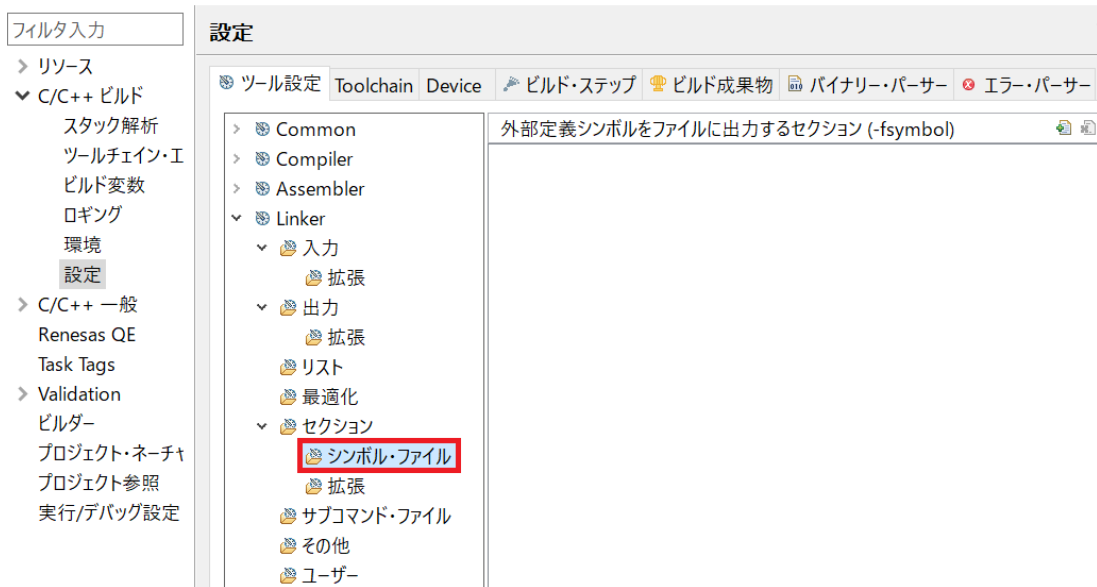 フィルタ入力
リソース
C/C++ ビルド
スタック解析
ツールチェイン・エ
ビルド変数
ロギング
環境
設定
C/C++ 一般
Renesas QE
Task Tags
Validation
ビルダー
プロジェクト・ネーチャ
プロジェクト参照
実行/デバッグ設定
設定
ツール設定 Toolchain Device ビルド・ステップ ビルド成果物 バイナリー・パーサー エラー・パーサー
Common
Compiler
Assembler
Linker
入力
拡張
出力
拡張
リスト
最適化
セクション
シンボル・ファイル
拡張
サブコマンド・ファイル
その他
ユーザー
外部定義シンボルをファイルに出力するセクション (-fsymbol)